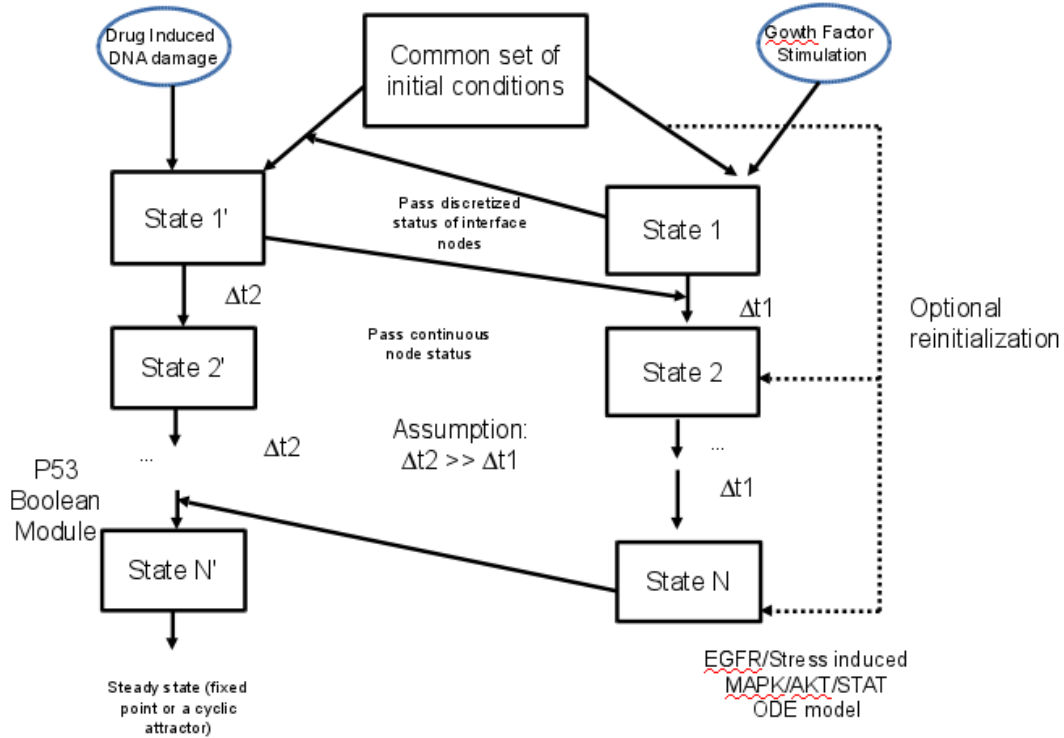 Drug Induced
DNA damage
Common set of
initial conditions
Gowth Factor
Stimulation
State 1'
Pass discretized
status of interface
nodes
State 1
Δt2
Δt1
Optional
reinitialization
State 2'
Pass continuous
node status
State 2
...
Δt2
Assumption:
Δt2 >> Δt1
...
Δt1
P53
Boolean
Module
State N'
State N
Steady state (fixed
point or a cyclic
attractor)
EGFR/Stress induced
MAPK/AKT/STAT
ODE model